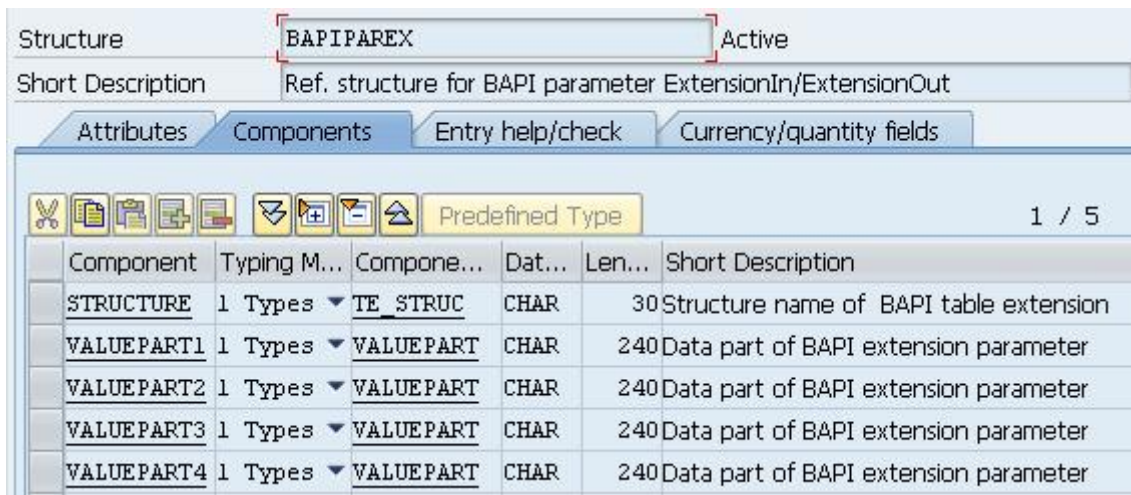 Structure BAPIPAREX Active
Short Description Ref. structure for BAPI parameter ExtensionIn/ExtensionOut
Attributes Components Entry help/check Currency/quantity fields
Predefined Type 1 / 5
Component Typing M... Compone... Dat... Len... Short Description
STRUCTURE 1 Types TE_STRUC CHAR 30 Structure name of BAPI table extension
VALUEPART1 1 Types VALUEPART CHAR 240 Data part of BAPI extension parameter
VALUEPART2 1 Types VALUEPART CHAR 240 Data part of BAPI extension parameter
VALUEPART3 1 Types VALUEPART CHAR 240 Data part of BAPI extension parameter
VALUEPART4 1 Types VALUEPART CHAR 240 Data part of BAPI extension parameter